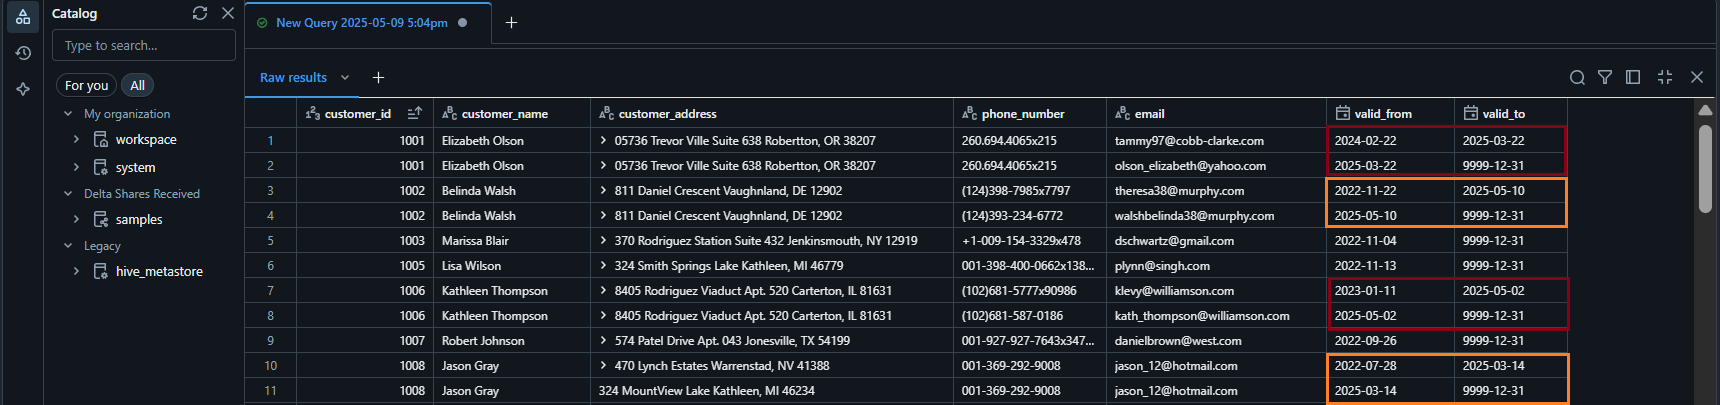 Catalog
New Query 2025-05-09 5:04pm
Type to search...
For you All
My organization
workspace
system
Delta Shares Received
samples
Legacy
hive_metastore
Raw results
customer_id customer_name customer_address phone_number email valid_from valid_to
1 1001 Elizabeth Olson 05736 Trevor Ville Suite 638 Robertton, OR 38207 260.694.4065x215 tammy97@cobb-clarke.com 2024-02-22 2025-03-22
2 1001 Elizabeth Olson 05736 Trevor Ville Suite 638 Robertton, OR 38207 260.694.4065x215 olson_elizabeth@yahoo.com 2025-03-22 9999-12-31
3 1002 Belinda Walsh 811 Daniel Crescent Vaughnland, DE 12902 (124)398-7985x7797 theresa38@murphy.com 2022-11-22 2025-05-10
4 1002 Belinda Walsh 811 Daniel Crescent Vaughnland, DE 12902 (124)393-234-6772 walshbelinda38@murphy.com 2025-05-10 9999-12-31
5 1003 Marissa Blair 370 Rodriguez Station Suite 432 Jenkinsmouth, NY 12919 +1-009-154-3329x478 dschwartz@gmail.com 2022-11-04 9999-12-31
6 1005 Lisa Wilson 324 Smith Springs Lake Kathleen, MI 46779 001-398-400-0662x138... plynn@singh.com 2022-11-13 9999-12-31
7 1006 Kathleen Thompson 8405 Rodriguez Viaduct Apt. 520 Carterton, IL 81631 (102)681-5777x90986 klevy@williamson.com 2023-01-11 2025-05-02
8 1006 Kathleen Thompson 8405 Rodriguez Viaduct Apt. 520 Carterton, IL 81631 (102)681-587-0186 kath_thompson@williamson.com 2025-05-02 9999-12-31
9 1007 Robert Johnson 574 Patel Drive Apt. 043 Jonesville, TX 54199 001-927-927-7643x347... danielbrown@west.com 2022-09-26 9999-12-31
10 1008 Jason Gray 470 Lynch Estates Warrenstad, NV 41388 001-369-292-9008 jason_12@hotmail.com 2022-07-28 2025-03-14
11 1008 Jason Gray 324 MountView Lake Kathleen, MI 46234 001-369-292-9008 jason_12@hotmail.com 2025-03-14 9999-12-31